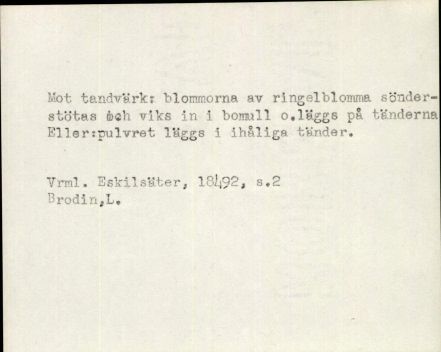 Mot tandvärk: blommorna av ringelblomma sönder-
stötas och viks in i bomull o.läggs på tänderna
Eller:pulvret läggs i ihåliga tänder.
Vrml. Eskilsäter, 18492, s.2
Brodin,L.